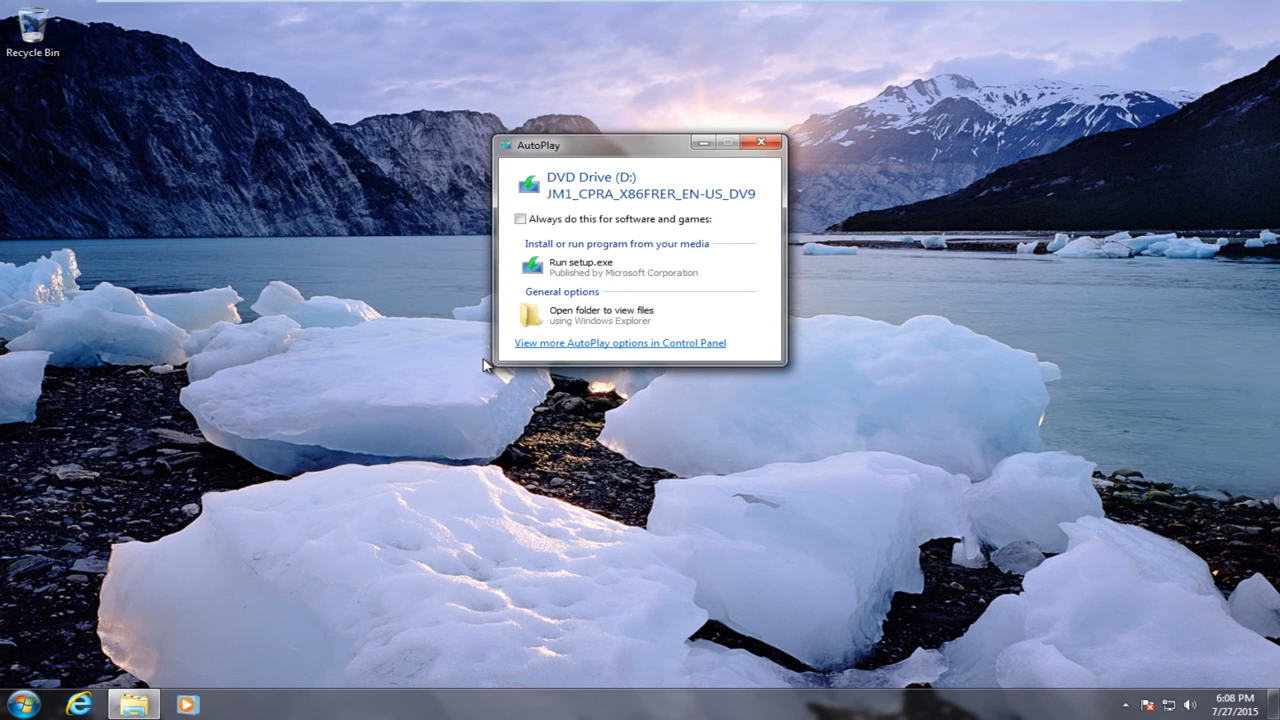 Recycle Bin
AutoPlay
DVD Drive (D:)
JM1_CPRA_X86FRER_EN-US_DV9
Always do this for software and games:
Install or run program from your media
Run setup.exe
Published by Microsoft Corporation
General options
Open folder to view files
using Windows Explorer
View more AutoPlay options in Control Panel
6:08 PM
7/27/2015